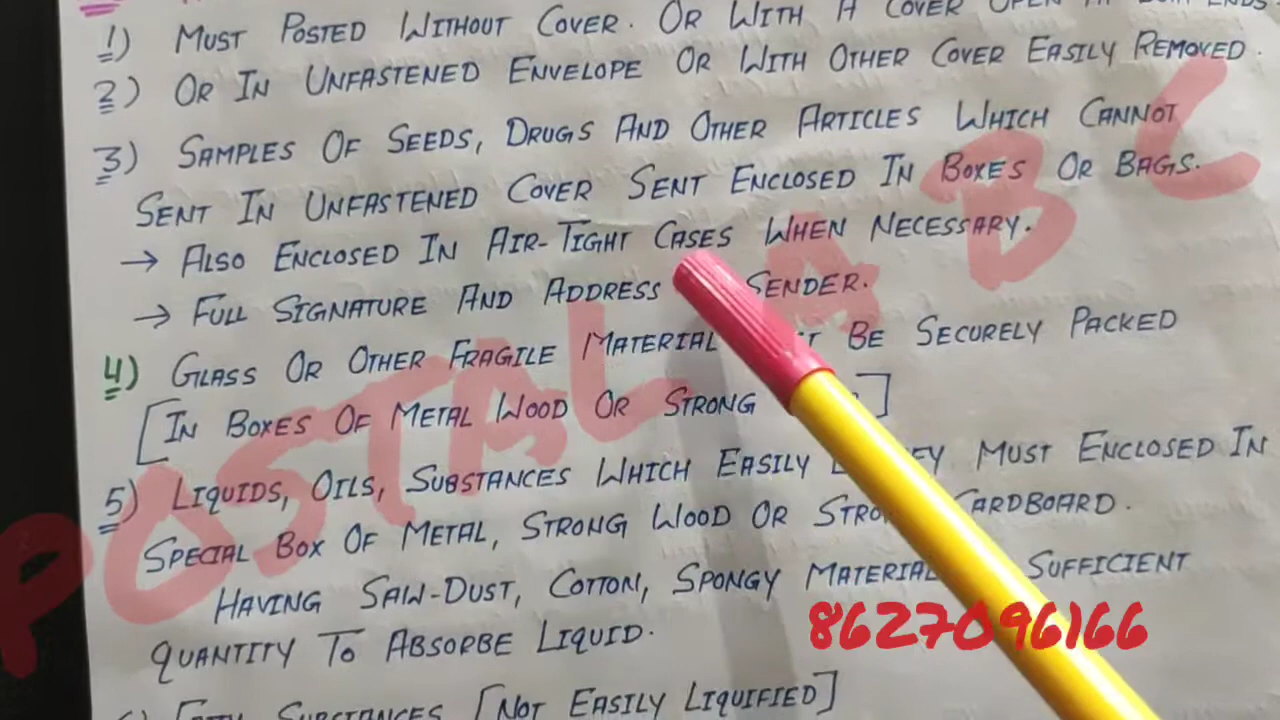 1) MUST POSTED WITHOUT COVER. OR WITH A COVER OPEN AT BOTH ENDS.
2) OR IN UNFASTENED ENVELOPE OR WITH OTHER COVER EASILY REMOVED.
3) SAMPLES OF SEEDS, DRUGS AND OTHER ARTICLES WHICH CANNOT
SENT IN UNFASTENED COVER SENT ENCLOSED IN BOXES OR BAGS.
→ ALSO ENCLOSED IN AIR-TIGHT CASES WHEN NECESSARY.
→ FULL SIGNATURE AND ADDRESS SENDER.
4) GLASS OR OTHER FRAGILE MATERIAL BE SECURELY PACKED
[IN BOXES OF METAL WOOD OR STRONG ]
5) LIQUIDS, OILS, SUBSTANCES WHICH EASILY MUST ENCLOSED IN
SPECIAL BOX OF METAL, STRONG WOOD OR STRONG CARDBOARD.
HAVING SAW-DUST, COTTON, SPONGY MATERIAL SUFFICIENT
QUANTITY TO ABSORBE LIQUID.
SUBSTANCES [NOT EASILY LIQUIFIED]
POSTAL A B C
8627096166